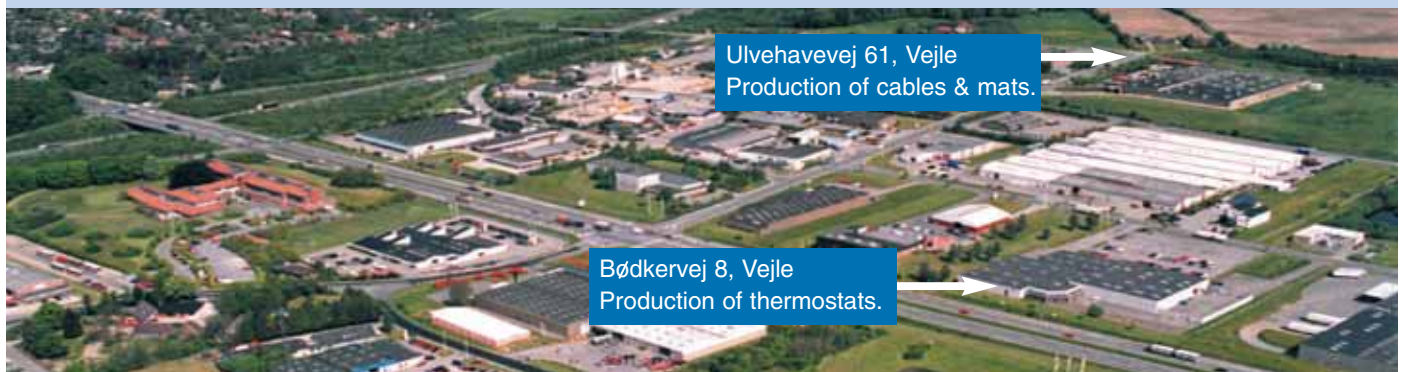 Ulvehavevej 61, Vejle
Production of cables & mats.
Bødkervej 8, Vejle
Production of thermostats.